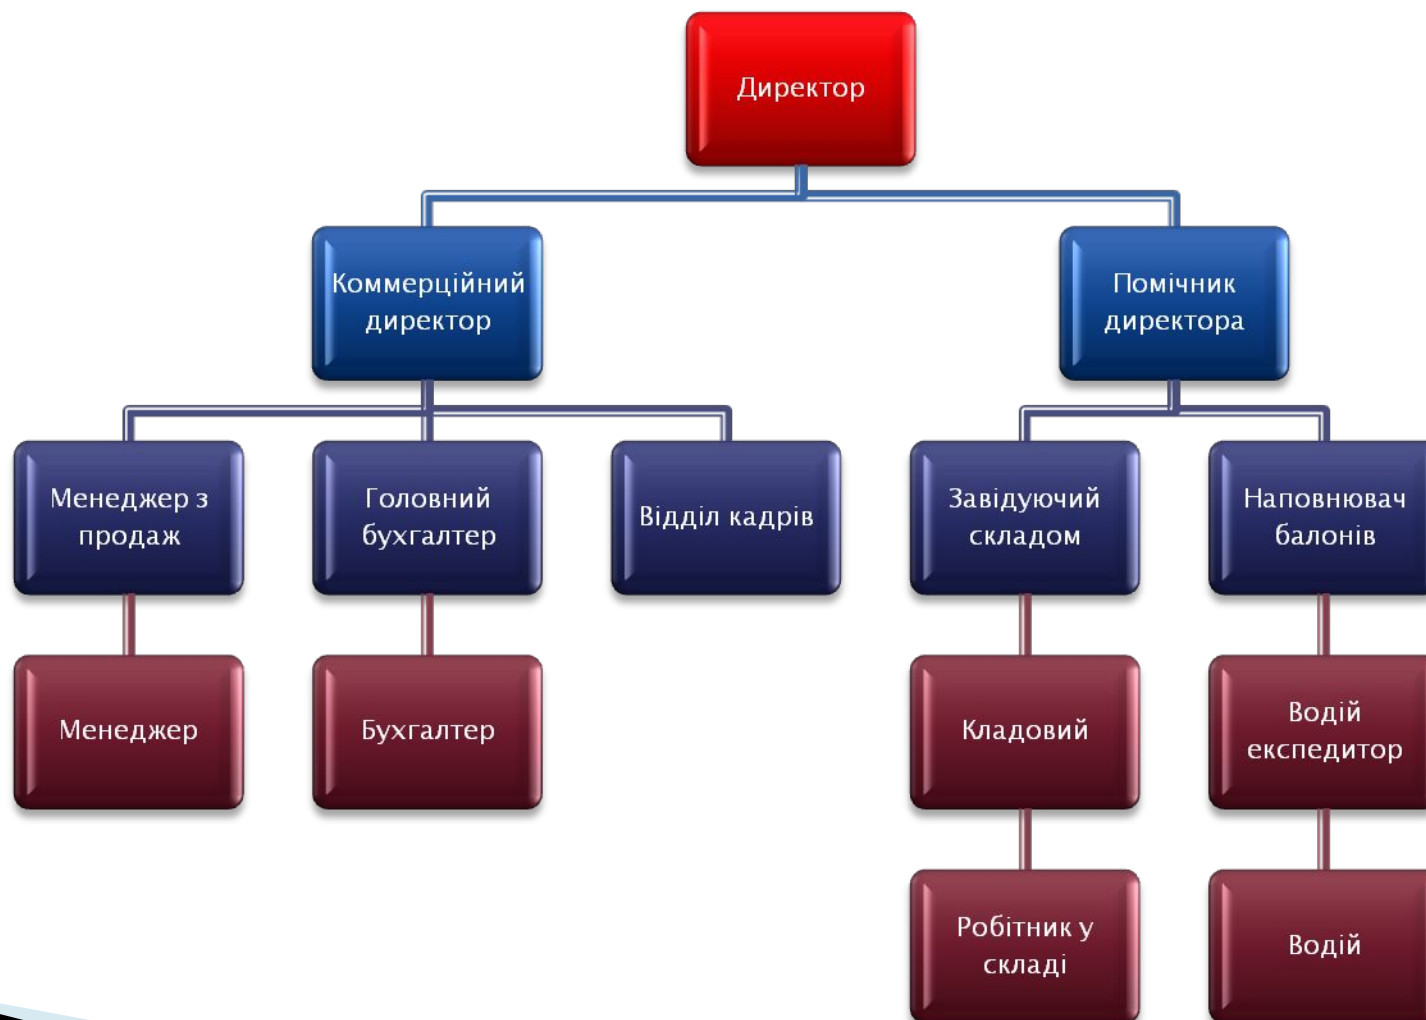 Директор
Коммерційний
директор
Помічник
директора
Менеджер з
продаж
Головний
бухгалтер
Відділ кадрів
Завідуючий
складом
Наповнювач
балонів
Менеджер
Бухгалтер
Кладовий
Водій
експедитор
Робітник у
складі
Водій